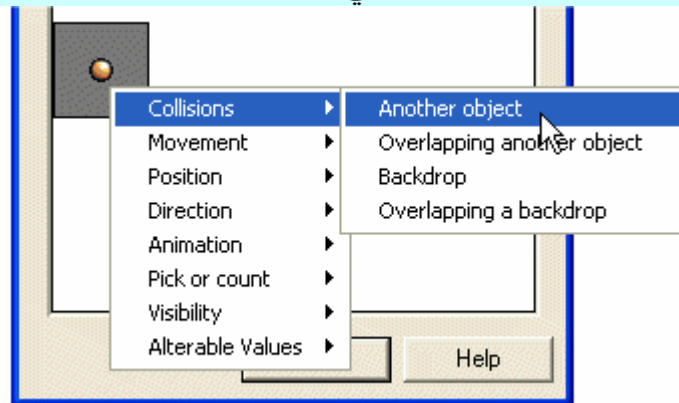 Collisions
Movement
Position
Direction
Animation
Pick or count
Visibility
Alterable Values
Another object
Overlapping another object
Backdrop
Overlapping a backdrop
Help